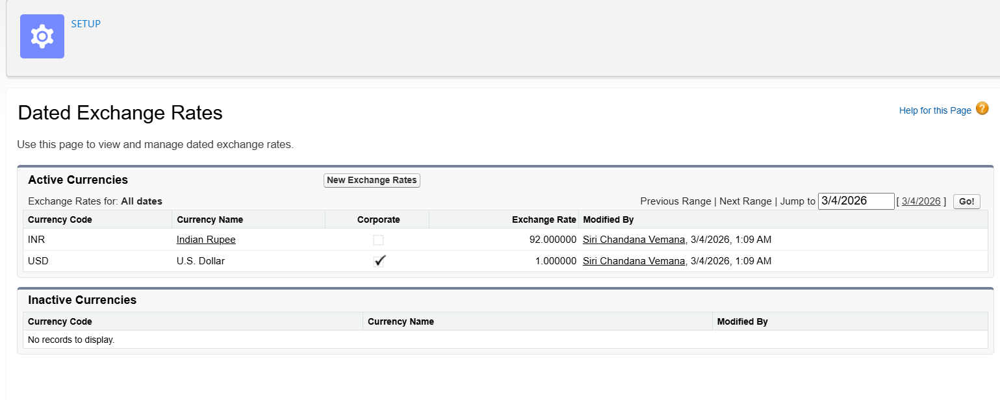 SETUP
Dated Exchange Rates
Help for this Page ?
Use this page to view and manage dated exchange rates.
Active Currencies New Exchange Rates
Exchange Rates for: All dates Previous Range | Next Range | Jump to 3/4/2026 [ 3/4/2026 ] Go!
Currency Code Currency Name Corporate Exchange Rate Modified By
INR Indian Rupee 92.000000 Siri Chandana Vemana, 3/4/2026, 1:09 AM
USD U.S. Dollar 1.000000 Siri Chandana Vemana, 3/4/2026, 1:09 AM
Inactive Currencies
Currency Code Currency Name Modified By
No records to display.